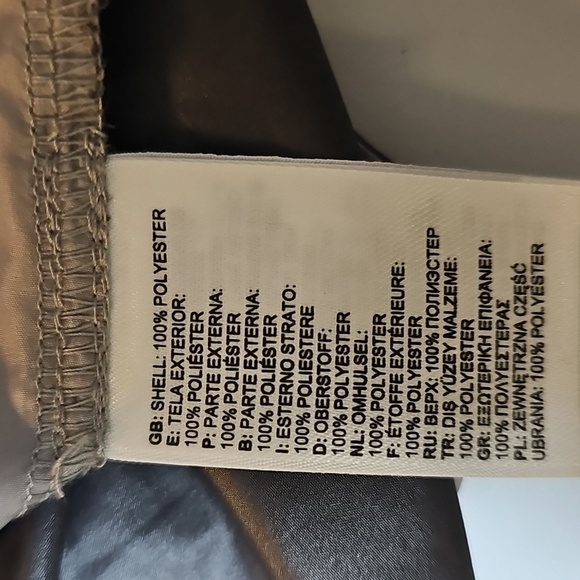 GB: SHELL: 100% POLYESTER
E: TELA EXTERIOR:
100% POLIÉSTER
P: PARTE EXTERNA:
100% POLIÉSTER
B: PARTE EXTERNA:
100% POLIÉSTER
I: ESTERNO STRATO:
100% POLIESTERE
D: OBERSTOFF:
100% POLYESTER
NL: OMHULSEL:
100% POLYESTER
F: ÉTOFFE EXTÉRIEURE:
100% POLYESTER
RU: ВЕРХ: 100% ПОЛИЭСТЕР
TR: DIŞ YÜZEY MALZEME:
100% POLYESTER
GR: ΕΞΩΤΕΡΙΚΗ ΕΠΙΦΑΝΕΙΑ:
100% ΠΟΛΥΕΣΤΕΡΑΣ
PL: ZEWNĘTRZNA CZĘŚĆ
UBRANIA: 100% POLYESTER